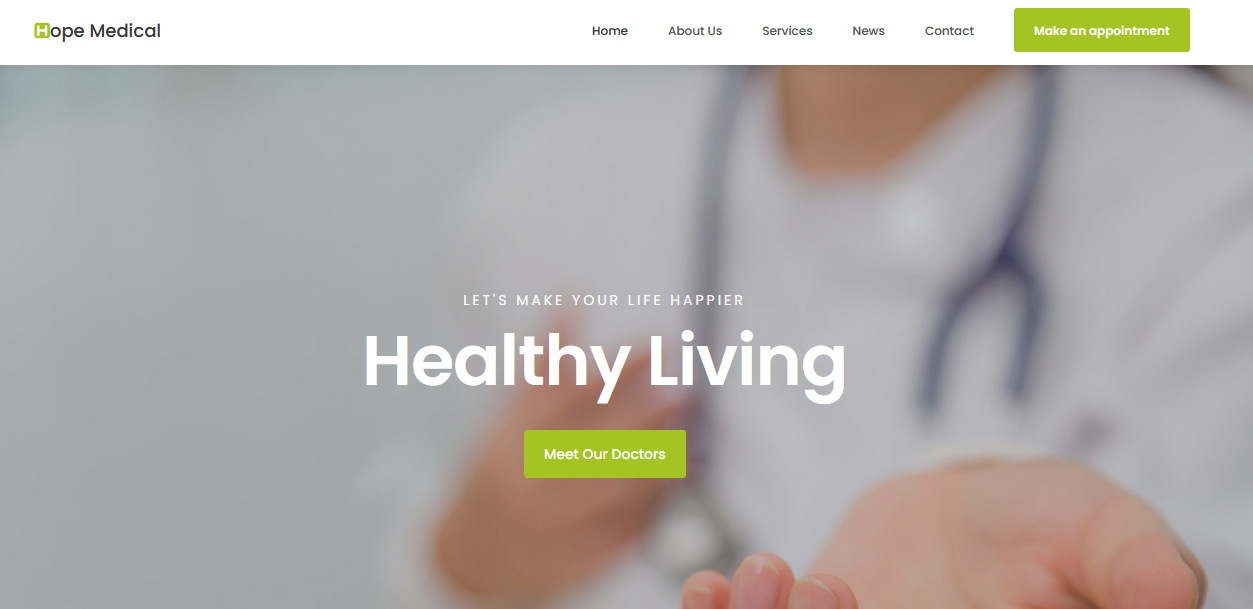 Hope Medical
Home About Us Services News Contact Make an appointment
LET'S MAKE YOUR LIFE HAPPIER
Healthy Living
Meet Our Doctors